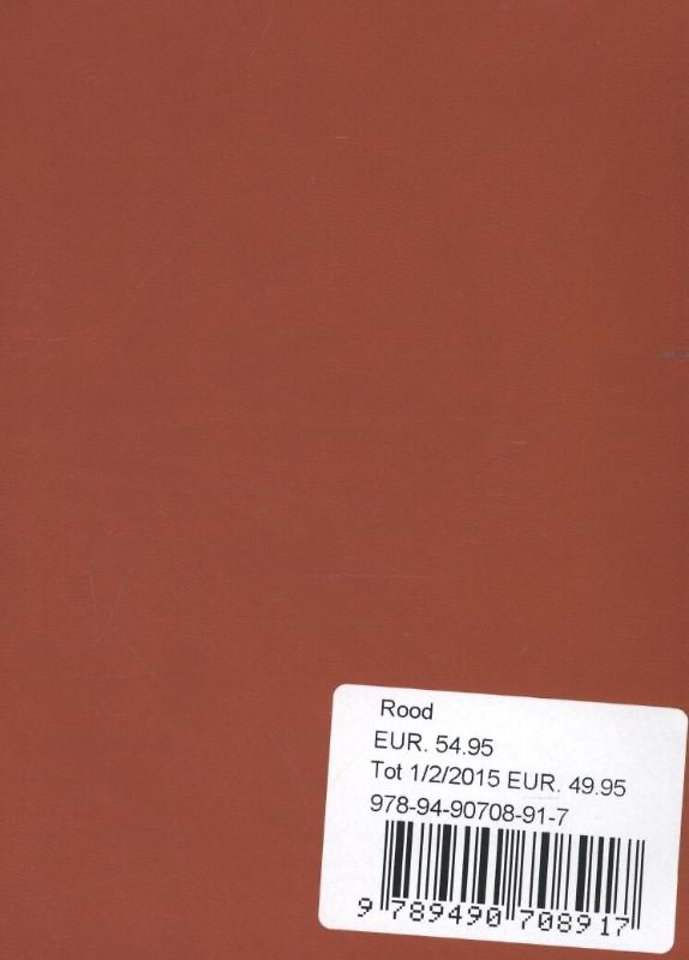 Rood
EUR. 54.95
Tot 1/2/2015 EUR. 49.95
978-94-90708-91-7
9 789490 708917